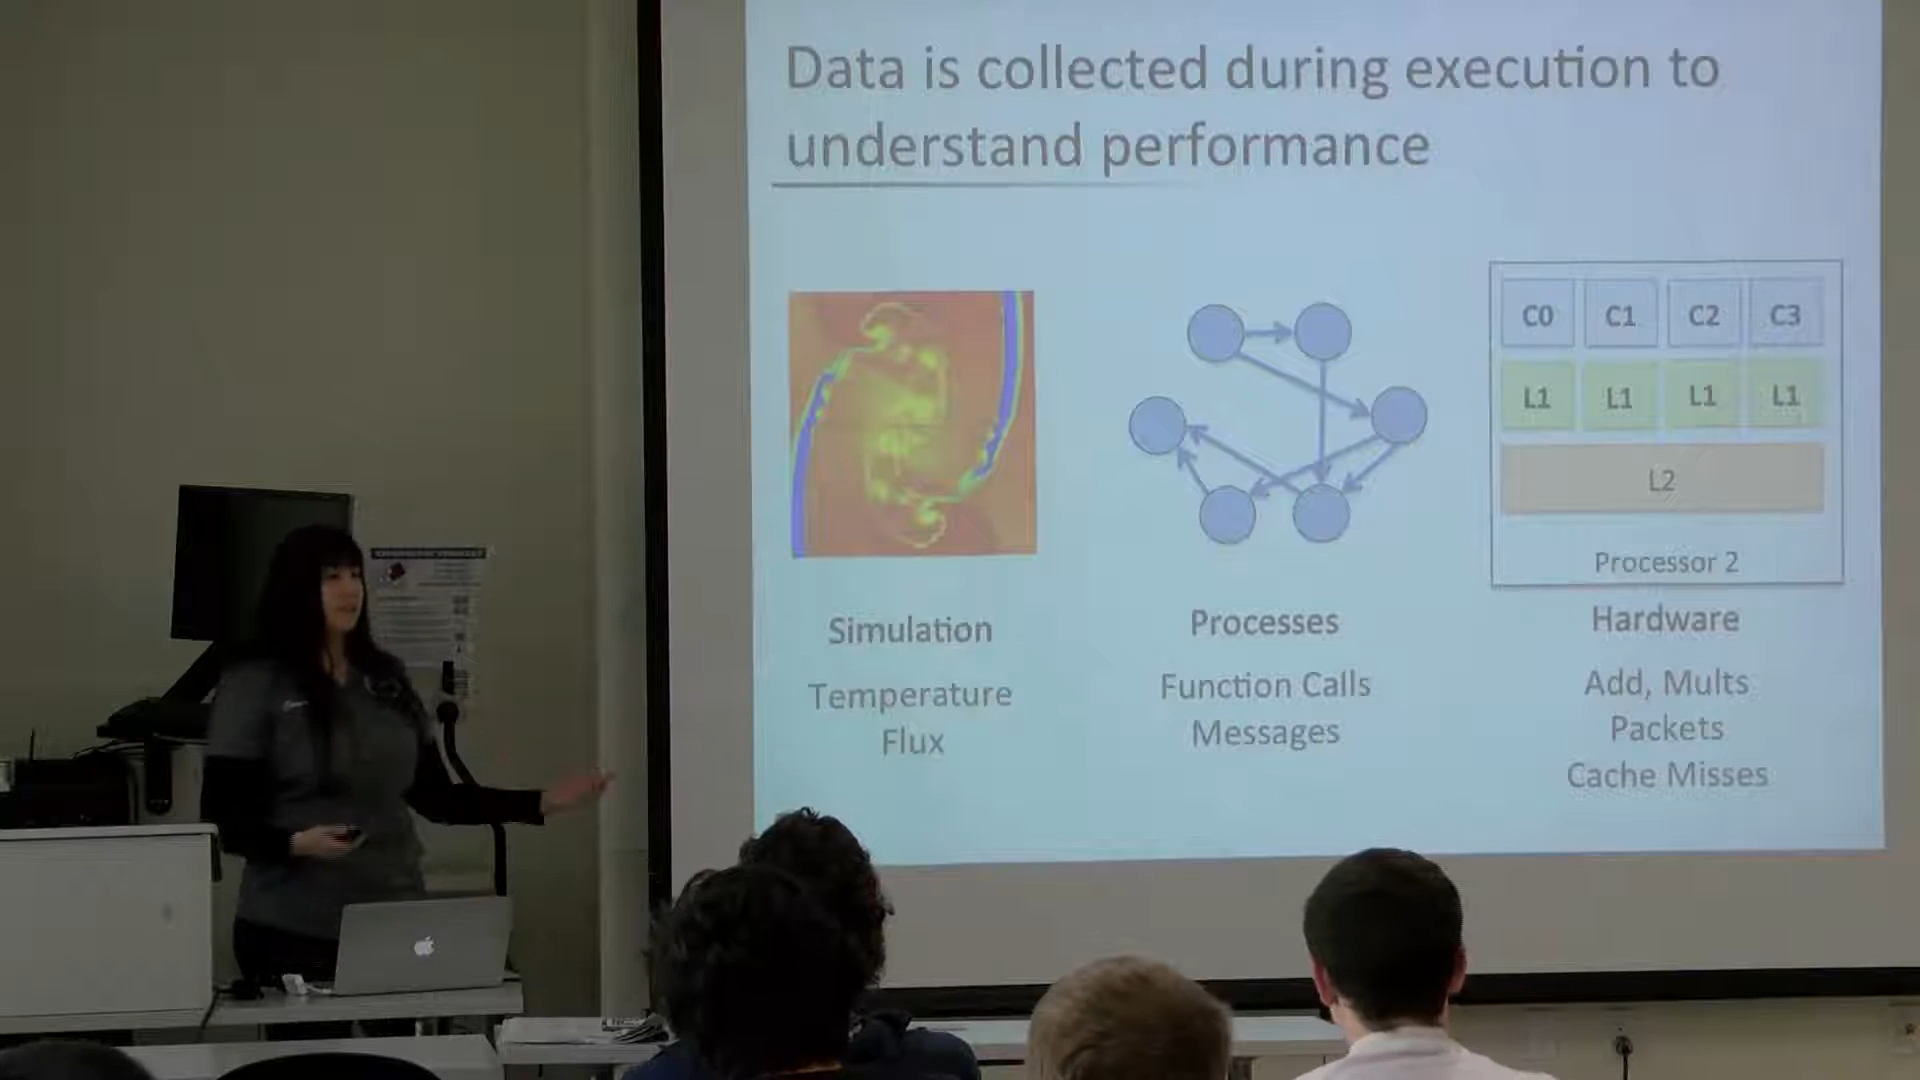 Data is collected during execution to
understand performance
C0 C1 C2 C3
L1 L1 L1 L1
L2
Processor 2
Simulation
Temperature
Flux
Processes
Function Calls
Messages
Hardware
Add, Mults
Packets
Cache Misses